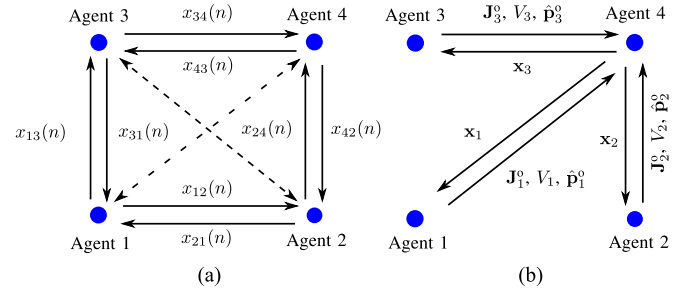 Agent 3
x₃₄(n)
Agent 4
x₄₃(n)
x₁₃(n)
x₃₁(n)
x₂₄(n)
x₄₂(n)
x₁₂(n)
Agent 1
x₂₁(n)
Agent 2
(a)
Agent 3
J₃ᵒ, V₃, p̂₃ᵒ
Agent 4
x₃
x₁
x₂
J₂ᵒ, V₂, p̂₂ᵒ
J₁ᵒ, V₁, p̂₁ᵒ
Agent 1
Agent 2
(b)